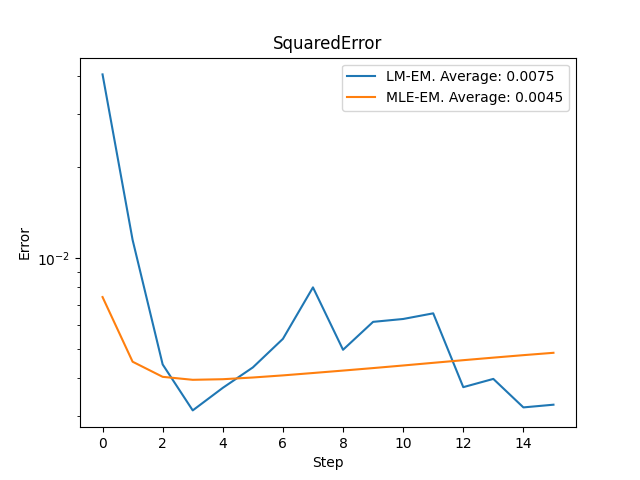 SquaredError
LM-EM. Average: 0.0075
MLE-EM. Average: 0.0045
Error
10⁻²
0 2 4 6 8 10 12 14
Step